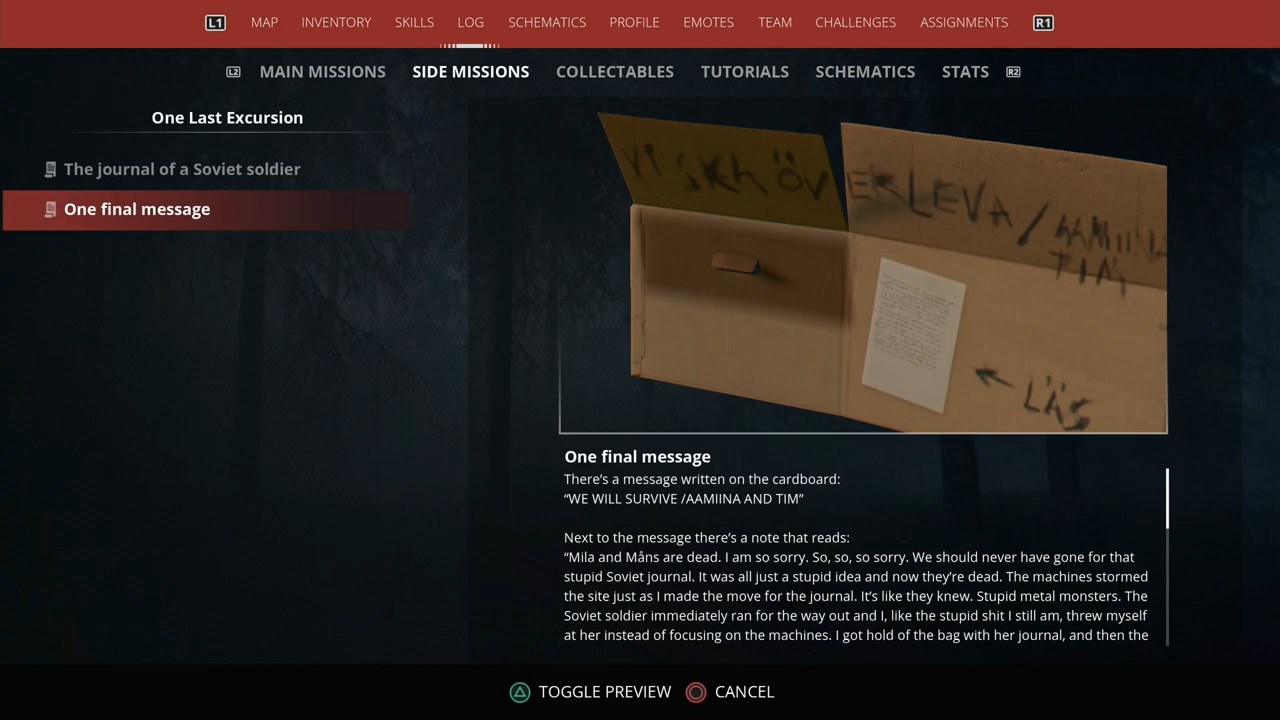 L1 MAP INVENTORY SKILLS LOG SCHEMATICS PROFILE EMOTES TEAM CHALLENGES ASSIGNMENTS R1
L2 MAIN MISSIONS SIDE MISSIONS COLLECTABLES TUTORIALS SCHEMATICS STATS R2
One Last Excursion
The journal of a Soviet soldier
One final message
VI SKA ÖVERLEVA / AAMIINA
TIM
LÄS
One final message
There's a message written on the cardboard:
“WE WILL SURVIVE /AAMIINA AND TIM”
Next to the message there's a note that reads:
“Mila and Måns are dead. I am so sorry. So, so, so sorry. We should never have gone for that
stupid Soviet journal. It was all just a stupid idea and now they're dead. The machines stormed
the site just as I made the move for the journal. It's like they knew. Stupid metal monsters. The
Soviet soldier immediately ran for the way out and I, like the stupid shit I still am, threw myself
at her instead of focusing on the machines. I got hold of the bag with her journal, and then the
TOGGLE PREVIEW CANCEL